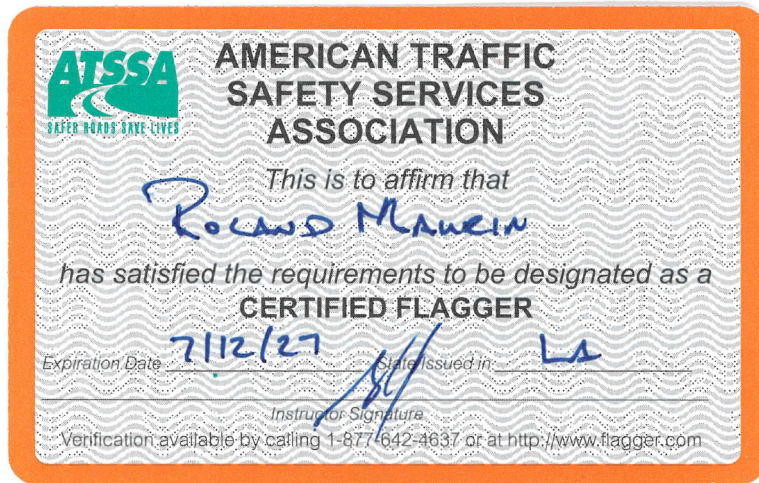 ATSSA
SAFER ROADS SAVE LIVES
AMERICAN TRAFFIC
SAFETY SERVICES
ASSOCIATION
This is to affirm that
ROLAND MAURIN
has satisfied the requirements to be designated as a
CERTIFIED FLAGGER
Expiration Date 7/12/27 State Issued in LA
Instructor Signature
Verification available by calling 1-877-642-4637 or at http://www.flagger.com